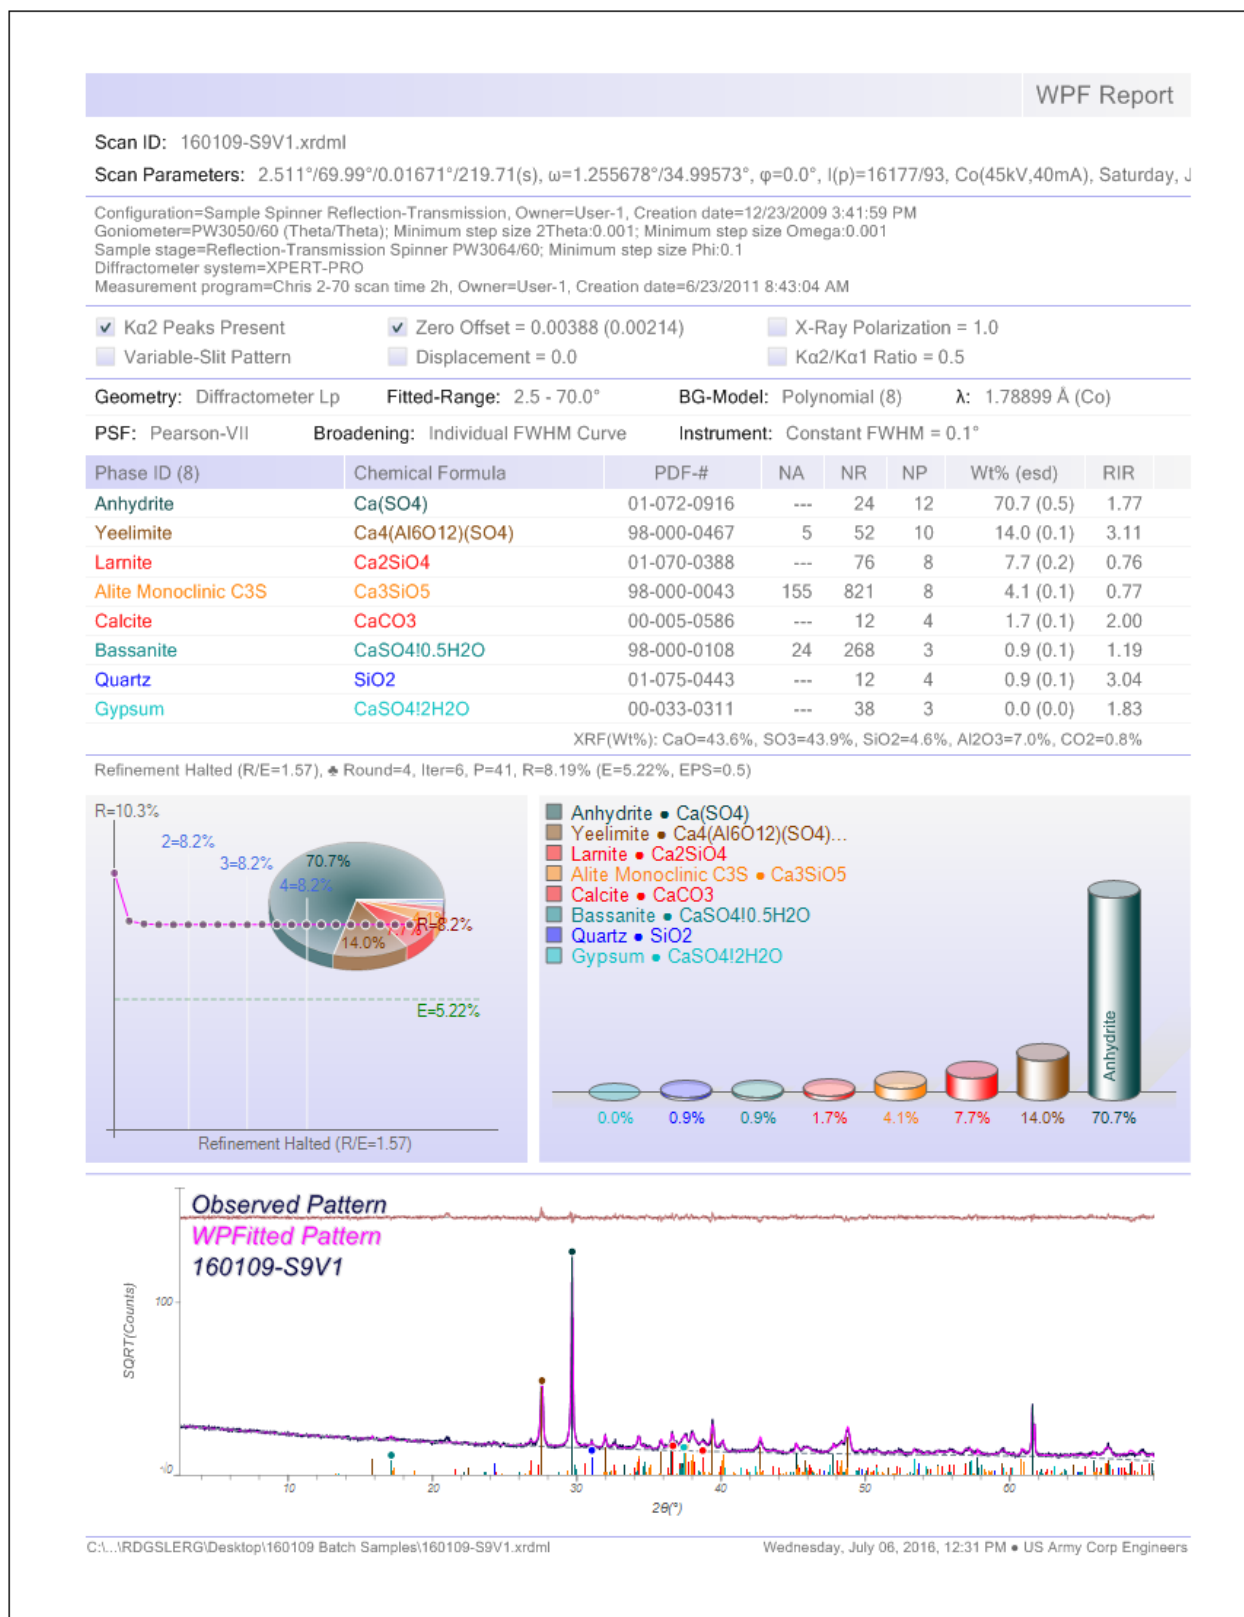 WPF Report
Scan ID: 160109-S9V1.xrdml
Scan Parameters: 2.511°/69.99°/0.01671°/219.71(s), ω=1.255678°/34.99573°, φ=0.0°, I(p)=16177/93, Co(45kV,40mA), Saturday, J
Configuration=Sample Spinner Reflection-Transmission, Owner=User-1, Creation date=12/23/2009 3:41:59 PM
Goniometer=PW3050/60 (Theta/Theta); Minimum step size 2Theta:0.001; Minimum step size Omega:0.001
Sample stage=Reflection-Transmission Spinner PW3064/60; Minimum step size Phi:0.1
Diffractometer system=XPERT-PRO
Measurement program=Chris 2-70 scan time 2h, Owner=User-1, Creation date=6/23/2011 8:43:04 AM
Kα2 Peaks Present Zero Offset = 0.00388 (0.00214) X-Ray Polarization = 1.0
Variable-Slit Pattern Displacement = 0.0 Kα2/Kα1 Ratio = 0.5
Geometry: Diffractometer Lp Fitted-Range: 2.5 - 70.0° BG-Model: Polynomial (8) λ: 1.78899 Å (Co)
PSF: Pearson-VII Broadening: Individual FWHM Curve Instrument: Constant FWHM = 0.1°
Phase ID (8) Chemical Formula PDF-# NA NR NP Wt% (esd) RIR
Anhydrite Ca(SO4) 01-072-0916 --- 24 12 70.7 (0.5) 1.77
Yeelimite Ca4(Al6O12)(SO4) 98-000-0467 5 52 10 14.0 (0.1) 3.11
Larnite Ca2SiO4 01-070-0388 --- 76 8 7.7 (0.2) 0.76
Alite Monoclinic C3S Ca3SiO5 98-000-0043 155 821 8 4.1 (0.1) 0.77
Calcite CaCO3 00-005-0586 --- 12 4 1.7 (0.1) 2.00
Bassanite CaSO4!0.5H2O 98-000-0108 24 268 3 0.9 (0.1) 1.19
Quartz SiO2 01-075-0443 --- 12 4 0.9 (0.1) 3.04
Gypsum CaSO4!2H2O 00-033-0311 --- 38 3 0.0 (0.0) 1.83
XRF(Wt%): CaO=43.6%, SO3=43.9%, SiO2=4.6%, Al2O3=7.0%, CO2=0.8%
Refinement Halted (R/E=1.57), ♣ Round=4, Iter=6, P=41, R=8.19% (E=5.22%, EPS=0.5)
R=10.3%
2=8.2%
3=8.2%
4=8.2%
70.7%
14.0%
7.7%
4.1%
R=8.2%
E=5.22%
Refinement Halted (R/E=1.57)
Anhydrite ● Ca(SO4)
Yeelimite ● Ca4(Al6O12)(SO4)...
Larnite ● Ca2SiO4
Alite Monoclinic C3S ● Ca3SiO5
Calcite ● CaCO3
Bassanite ● CaSO4!0.5H2O
Quartz ● SiO2
Gypsum ● CaSO4!2H2O
Anhydrite
0.0% 0.9% 0.9% 1.7% 4.1% 7.7% 14.0% 70.7%
Observed Pattern
WPFitted Pattern
160109-S9V1
SQRT(Counts)
100
10 20 30 40 50 60
2θ(°)
C:\...\RDGSLERG\Desktop\160109 Batch Samples\160109-S9V1.xrdml Wednesday, July 06, 2016, 12:31 PM ● US Army Corp Engineers